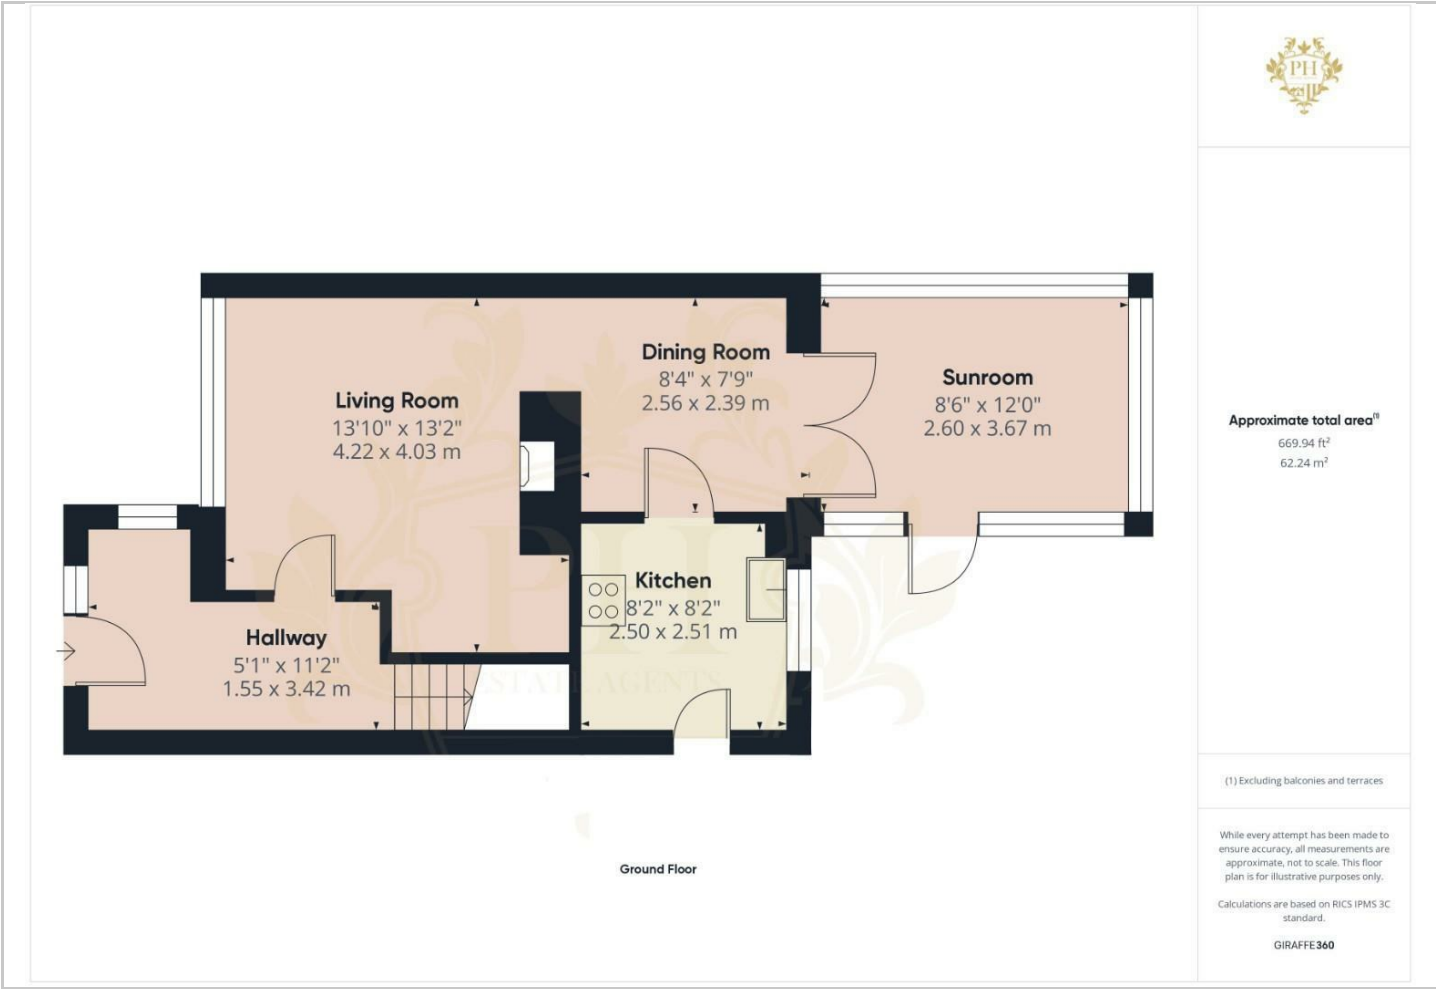 PH
Living Room
13'10" x 13'2"
4.22 x 4.03 m
Dining Room
8'4" x 7'9"
2.56 x 2.39 m
Sunroom
8'6" x 12'0"
2.60 x 3.67 m
Hallway
5'1" x 11'2"
1.55 x 3.42 m
Kitchen
8'2" x 8'2"
2.50 x 2.51 m
PH
ESTATE AGENTS
Ground Floor
Approximate total area(1)
669.94 ft²
62.24 m²
(1) Excluding balconies and terraces
While every attempt has been made to
ensure accuracy, all measurements are
approximate, not to scale. This floor
plan is for illustrative purposes only.
Calculations are based on RICS IPMS 3C
standard.
GIRAFFE360